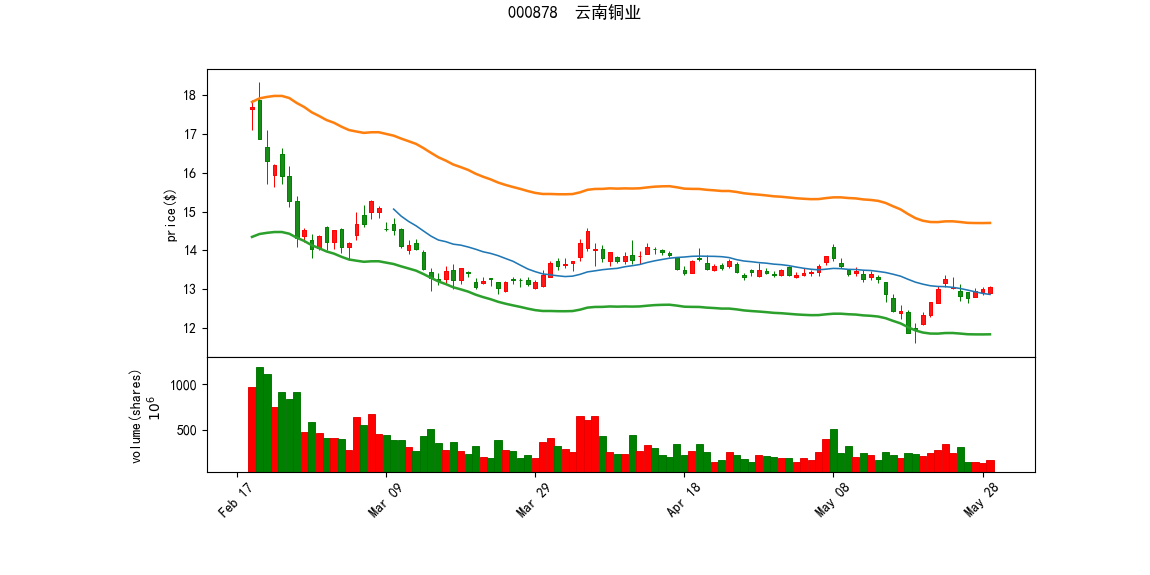 000878 云南铜业
price($)
18
17
16
15
14
13
12
volume(shares)
10^6
1000
500
Feb 17
Mar 09
Mar 29
Apr 18
May 08
May 28